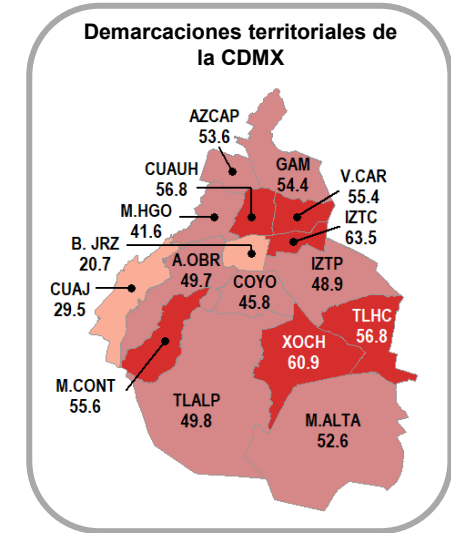 Demarcaciones territoriales de
la CDMX
AZCAP
53.6
CUAUH
56.8
GAM
54.4
V.CAR
55.4
M.HGO
41.6
IZTC
63.5
B. JRZ
20.7
A.OBR
49.7
COYO
45.8
IZTP
48.9
CUAJ
29.5
TLHC
56.8
XOCH
60.9
M.CONT
55.6
TLALP
49.8
M.ALTA
52.6